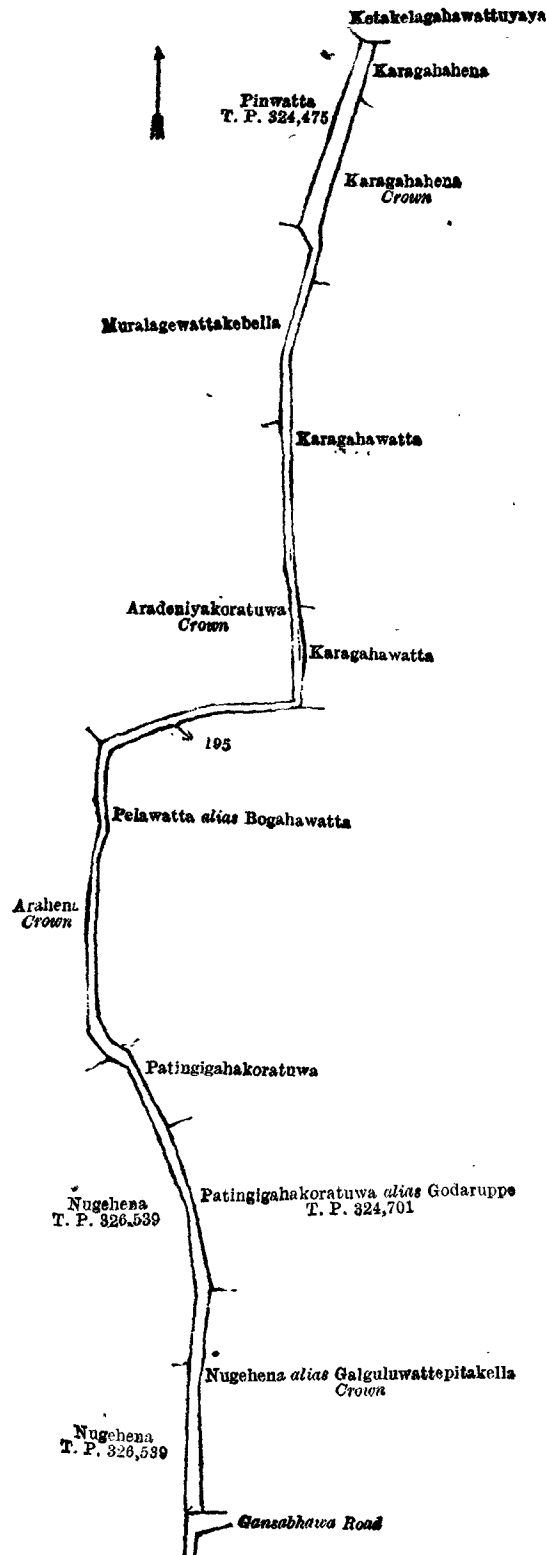 Ketakelagahawattuyaya
Karagahahena
Pinwatta
T. P. 324,475
Karagahahena
Crown
Muralagewattakebella
Karagahawatta
Aradeniyakoratuwa
Crown
Karagahawatta
195
Pelawatta alias Bogahawatta
Arahena
Crown
Patingigahakoratuwa
Patingigahakoratuwa alias Godaruppe
T. P. 324,701
Nugehena
T. P. 326,539
Nugehena alias Galguluwattepitakella
Crown
Nugehena
T. P. 326,539
Gansabhawa Road